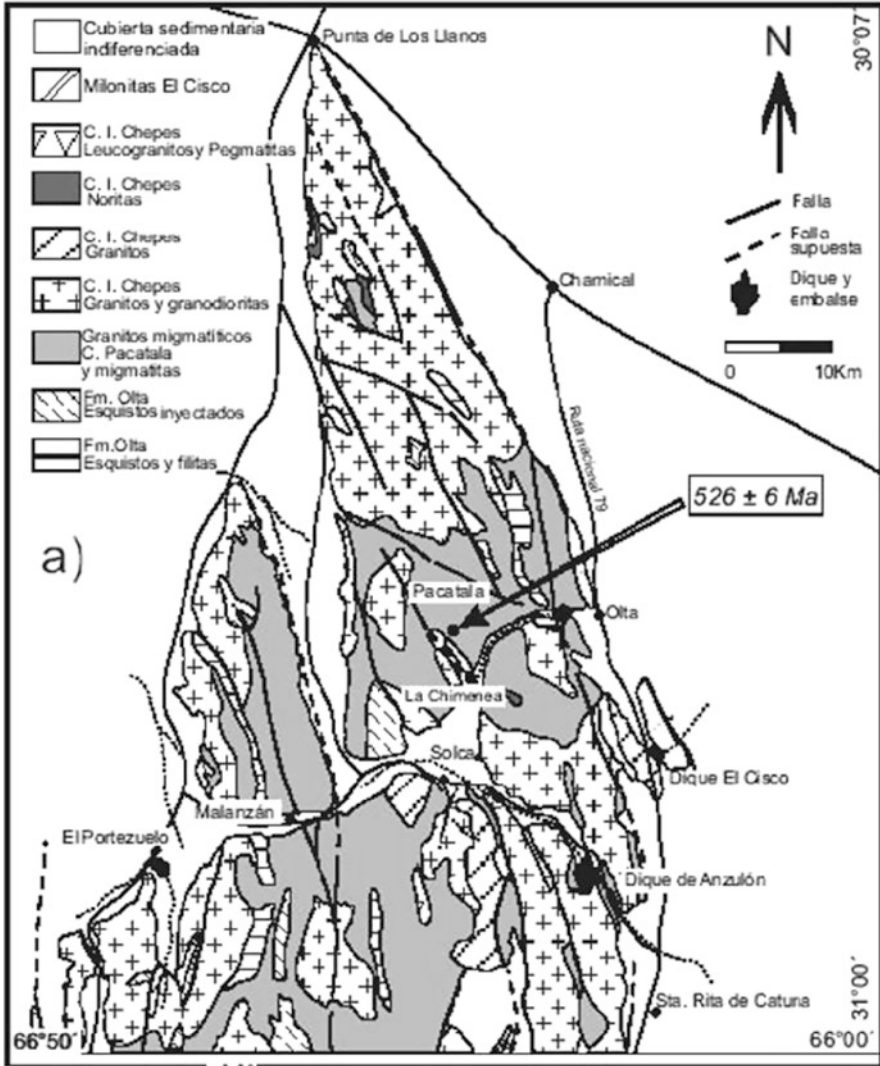 Cubierta sedimentaria
indiferenciada
Milonitas El Cisco
C. I. Chepes
Leucogranitos y Pegmatitas
C. I. Chepes
Noritas
C. I. Chepes
Granitos
C. I. Chepes
Granitos y granodioritas
Granitos migmatíticos
C. Pacatala
y migmatitas
Fm. Olta
Esquistos inyectados
Fm. Olta
Esquistos y filitas
a)
Punta de Los Llanos
30°07'
N
Falla
Falla
supuesta
Dique y
embalse
0 10Km
Chamical
Ruta nacional 79
526 ± 6 Ma
Pacatala
Olta
La Chimenea
Solca
Dique El Cisco
Malanzán
El Portezuelo
Dique de Anzulón
Sta. Rita de Catuna
31°00'
66°50'
66°00'